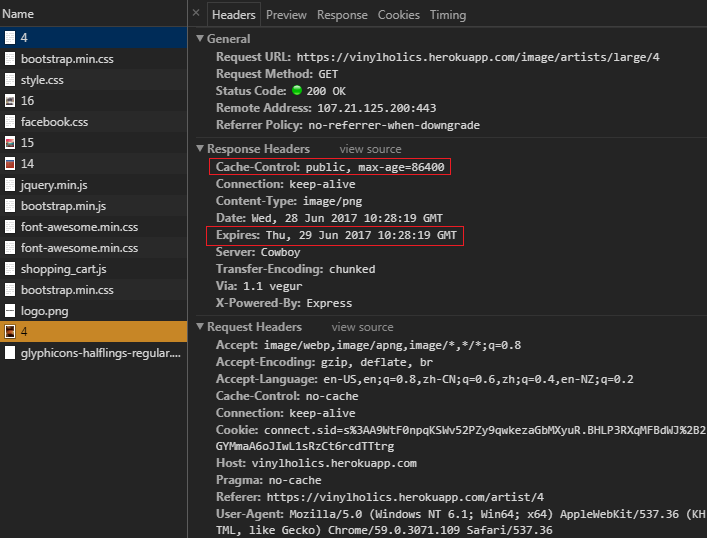 Name
4
bootstrap.min.css
style.css
16
facebook.css
15
14
jquery.min.js
bootstrap.min.js
font-awesome.min.css
font-awesome.min.css
shopping_cart.js
bootstrap.min.css
logo.png
4
glyphicons-halflings-regular....
× Headers Preview Response Cookies Timing
▼ General
Request URL: https://vinylholics.herokuapp.com/image/artists/large/4
Request Method: GET
Status Code: 200 OK
Remote Address: 107.21.125.200:443
Referrer Policy: no-referrer-when-downgrade
▼ Response Headers view source
Cache-Control: public, max-age=86400
Connection: keep-alive
Content-Type: image/png
Date: Wed, 28 Jun 2017 10:28:19 GMT
Expires: Thu, 29 Jun 2017 10:28:19 GMT
Server: Cowboy
Transfer-Encoding: chunked
Via: 1.1 vegur
X-Powered-By: Express
▼ Request Headers view source
Accept: image/webp,image/apng,image/*,*/*;q=0.8
Accept-Encoding: gzip, deflate, br
Accept-Language: en-US,en;q=0.8,zh-CN;q=0.6,zh;q=0.4,en-NZ;q=0.2
Cache-Control: no-cache
Connection: keep-alive
Cookie: connect.sid=s%3AA9WtF0npqKSWv52PZy9qwkezaGbMXyuR.BHLP3RXqMFBdWJ%2B2
GYMmaA6oJIwL1sRzCt6rcdTTtrg
Host: vinylholics.herokuapp.com
Pragma: no-cache
Referer: https://vinylholics.herokuapp.com/artist/4
User-Agent: Mozilla/5.0 (Windows NT 6.1; Win64; x64) AppleWebKit/537.36 (KH
TML, like Gecko) Chrome/59.0.3071.109 Safari/537.36